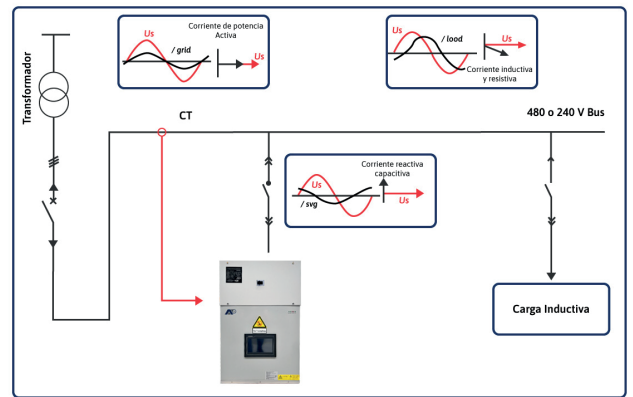 Transformador
Corriente de potencia
Activa
Us
/ grid
Us
Us
/ lood
Us
Corriente inductiva
y resistiva
480 o 240 V Bus
CT
Corriente reactiva
capacitiva
Us
/ svg
Us
Carga Inductiva